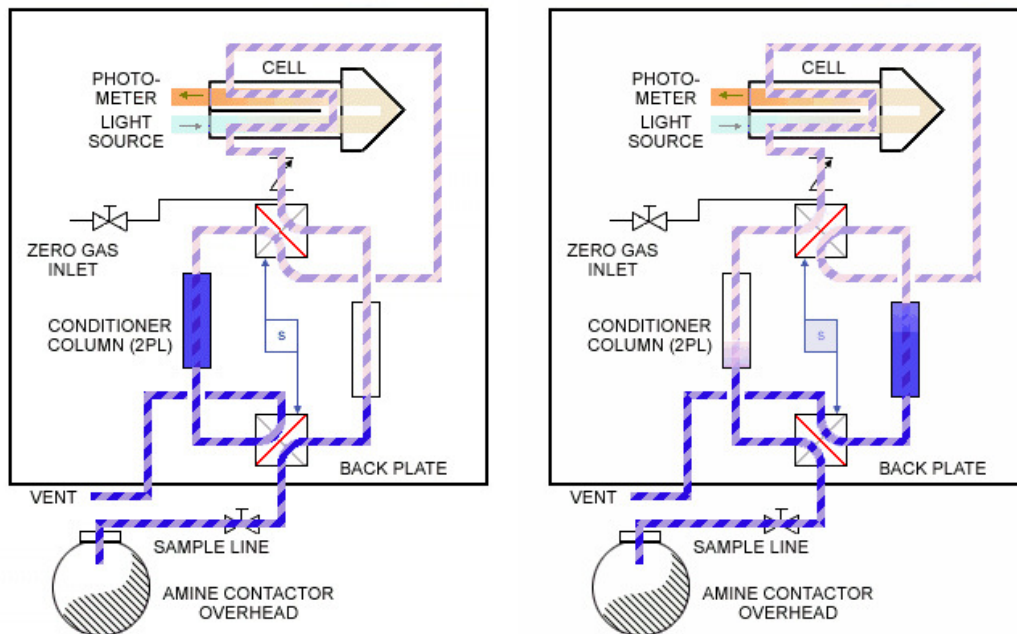 CELL
PHOTO-
METER
LIGHT
SOURCE
ZERO GAS
INLET
CONDITIONER
COLUMN (2PL)
S
BACK PLATE
VENT
SAMPLE LINE
AMINE CONTACTOR
OVERHEAD
CELL
PHOTO-
METER
LIGHT
SOURCE
ZERO GAS
INLET
CONDITIONER
COLUMN (2PL)
S
BACK PLATE
VENT
SAMPLE LINE
AMINE CONTACTOR
OVERHEAD